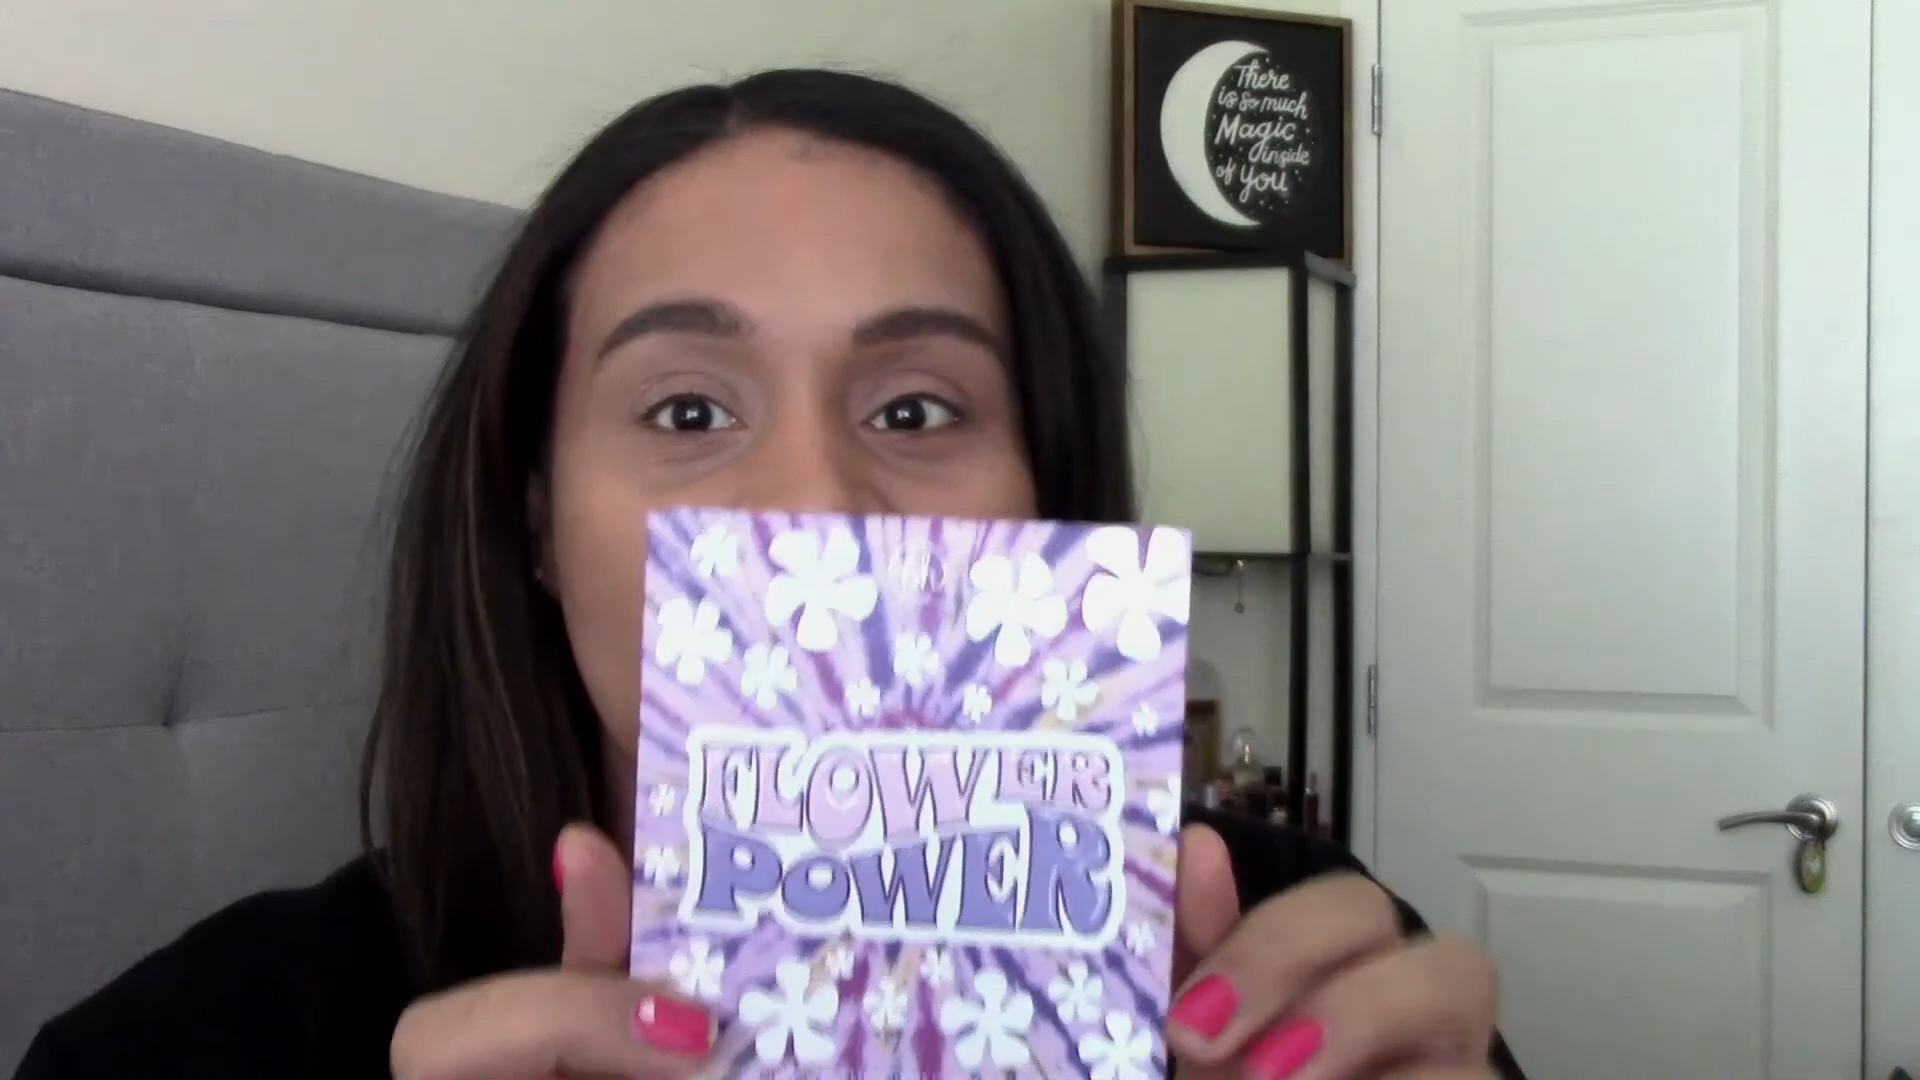 There
is so much
Magic
inside
of you
FLOWER
POWER